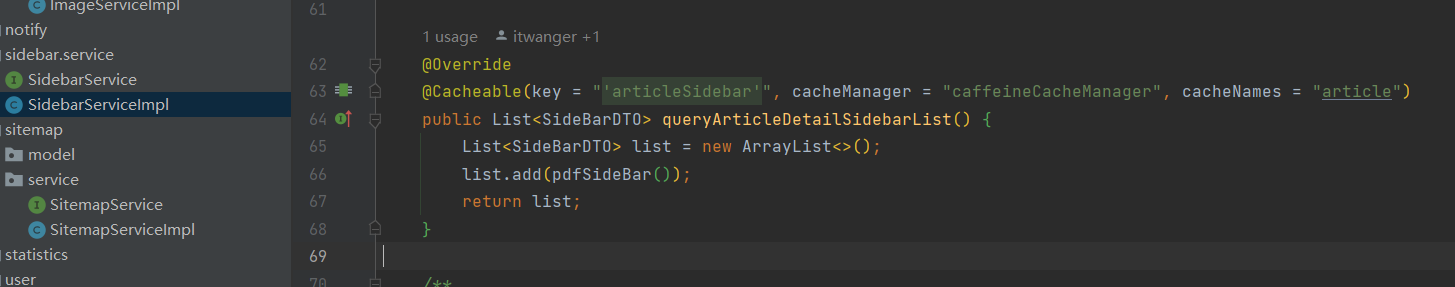 ImageServiceImpl
notify
sidebar.service
SidebarService
SidebarServiceImpl
sitemap
model
service
SitemapService
SitemapServiceImpl
statistics
user
61
1 usage itwanger +1
62 @Override
63 @Cacheable(key = "'articleSidebar'", cacheManager = "caffeineCacheManager", cacheNames = "article")
64 public List<SideBarDTO> queryArticleDetailSidebarList() {
65 List<SideBarDTO> list = new ArrayList<>();
66 list.add(pdfSideBar());
67 return list;
68 }
69
70 /**